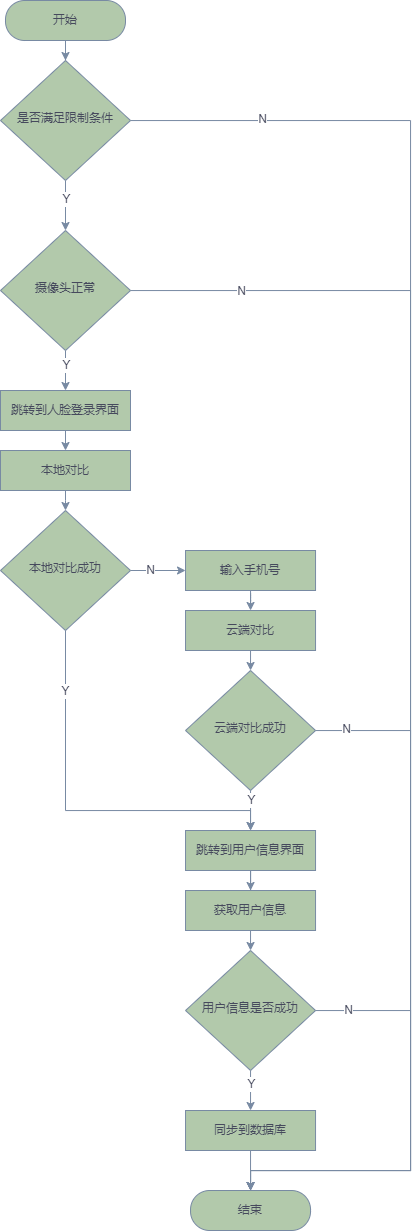 开始
是否满足限制条件
N
Y
摄像头正常
N
Y
跳转到人脸登录界面
本地对比
本地对比成功
N
输入手机号
云端对比
Y
云端对比成功
N
Y
跳转到用户信息界面
获取用户信息
用户信息是否成功
N
Y
同步到数据库
结束